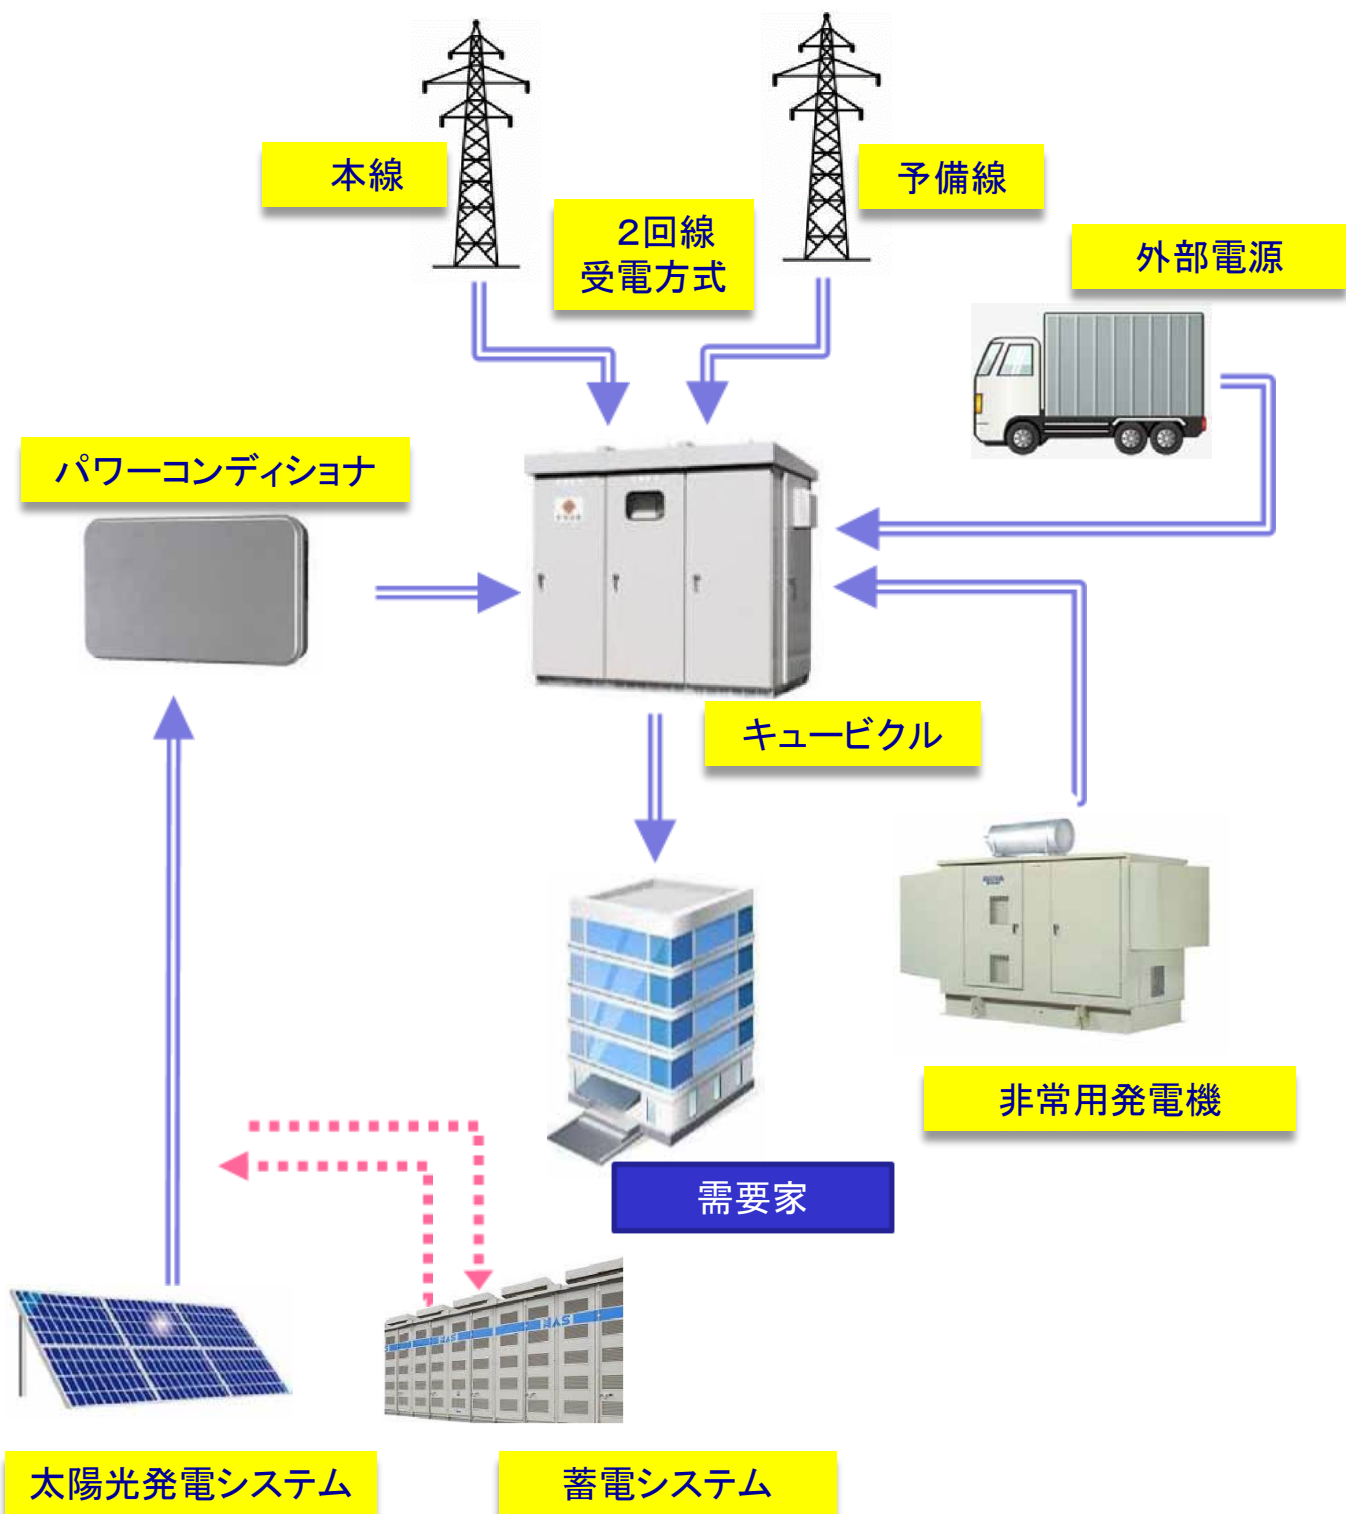 本線
予備線
2回線
受電方式
外部電源
パワーコンディショナ
キュービクル
非常用発電機
需要家
NAS
NAS
太陽光発電システム
蓄電システム